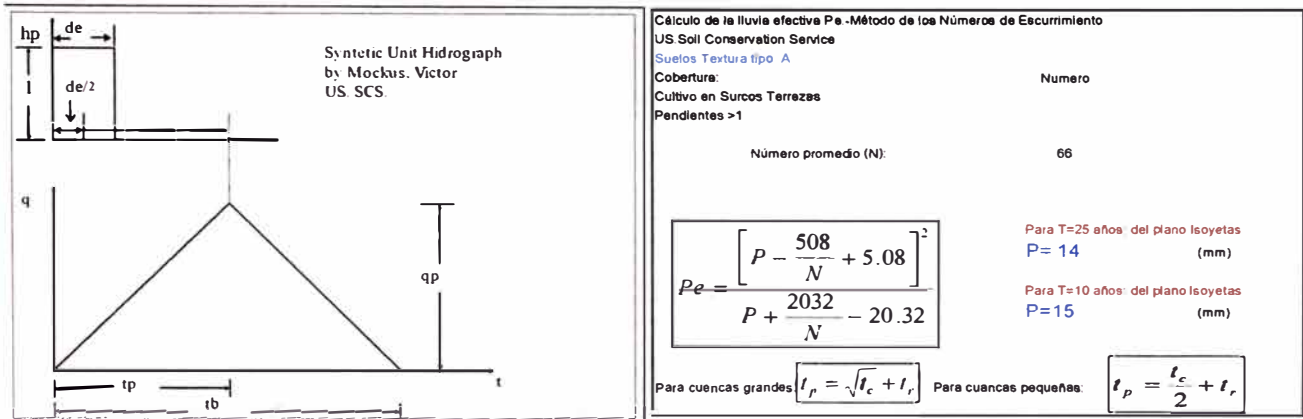 hp
de
1
de/2
Syntetic Unit Hidrograph
by Mockus, Victor
US. SCS.
q
qp
t
tp
tb
Cálculo de la lluvia efectiva Pe.-Método de los Números de Escurrimiento
US Soil Conservation Service
Suelos Textura tipo A
Cobertura: Numero
Cultivo en Surcos Terrezas
Pendientes >1
Número promedio (N): 66
Pe = [P - 508/N + 5.08]² / (P + 2032/N - 20.32)
Para T=25 años: del plano Isoyetas
P= 14 (mm)
Para T=10 años: del plano Isoyetas
P=15 (mm)
Para cuencas grandes: t_p = √t_c + t_r Para cuancas pequeñas: t_p = t_c/2 + t_r